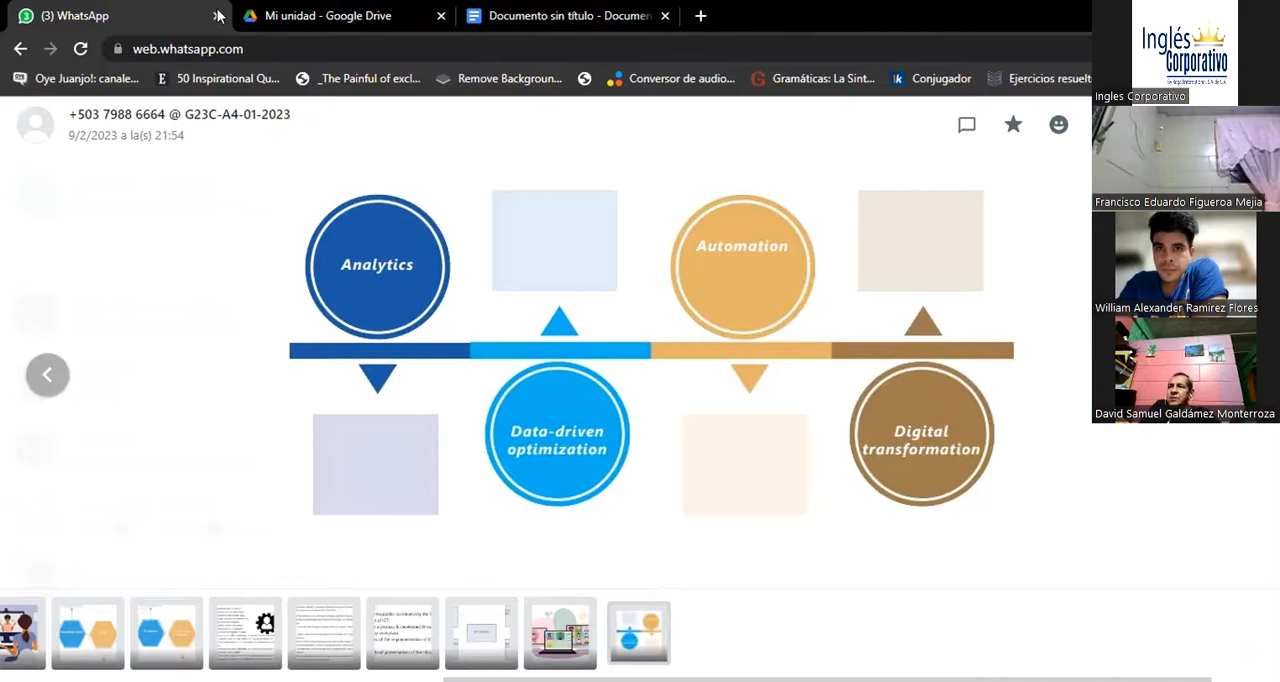 (3) WhatsApp
Mi unidad - Google Drive
Documento sin título - Documen
web.whatsapp.com
Oye Juanjo!: canale...
50 Inspirational Qu...
_The Painful of excl...
Remove Backgroun...
Conversor de audio...
Gramáticas: La Sint...
Conjugador
Ejercicios resuelt
+503 7988 6664 @ G23C-A4-01-2023
9/2/2023 a la(s) 21:54
Analytics
Automation
Data-driven
optimization
Digital
transformation
Inglés
Corporativo
Ingles Corporativo
Francisco Eduardo Figueroa Mejia
William Alexander Ramirez Flores
David Samuel Galdámez Monterroza